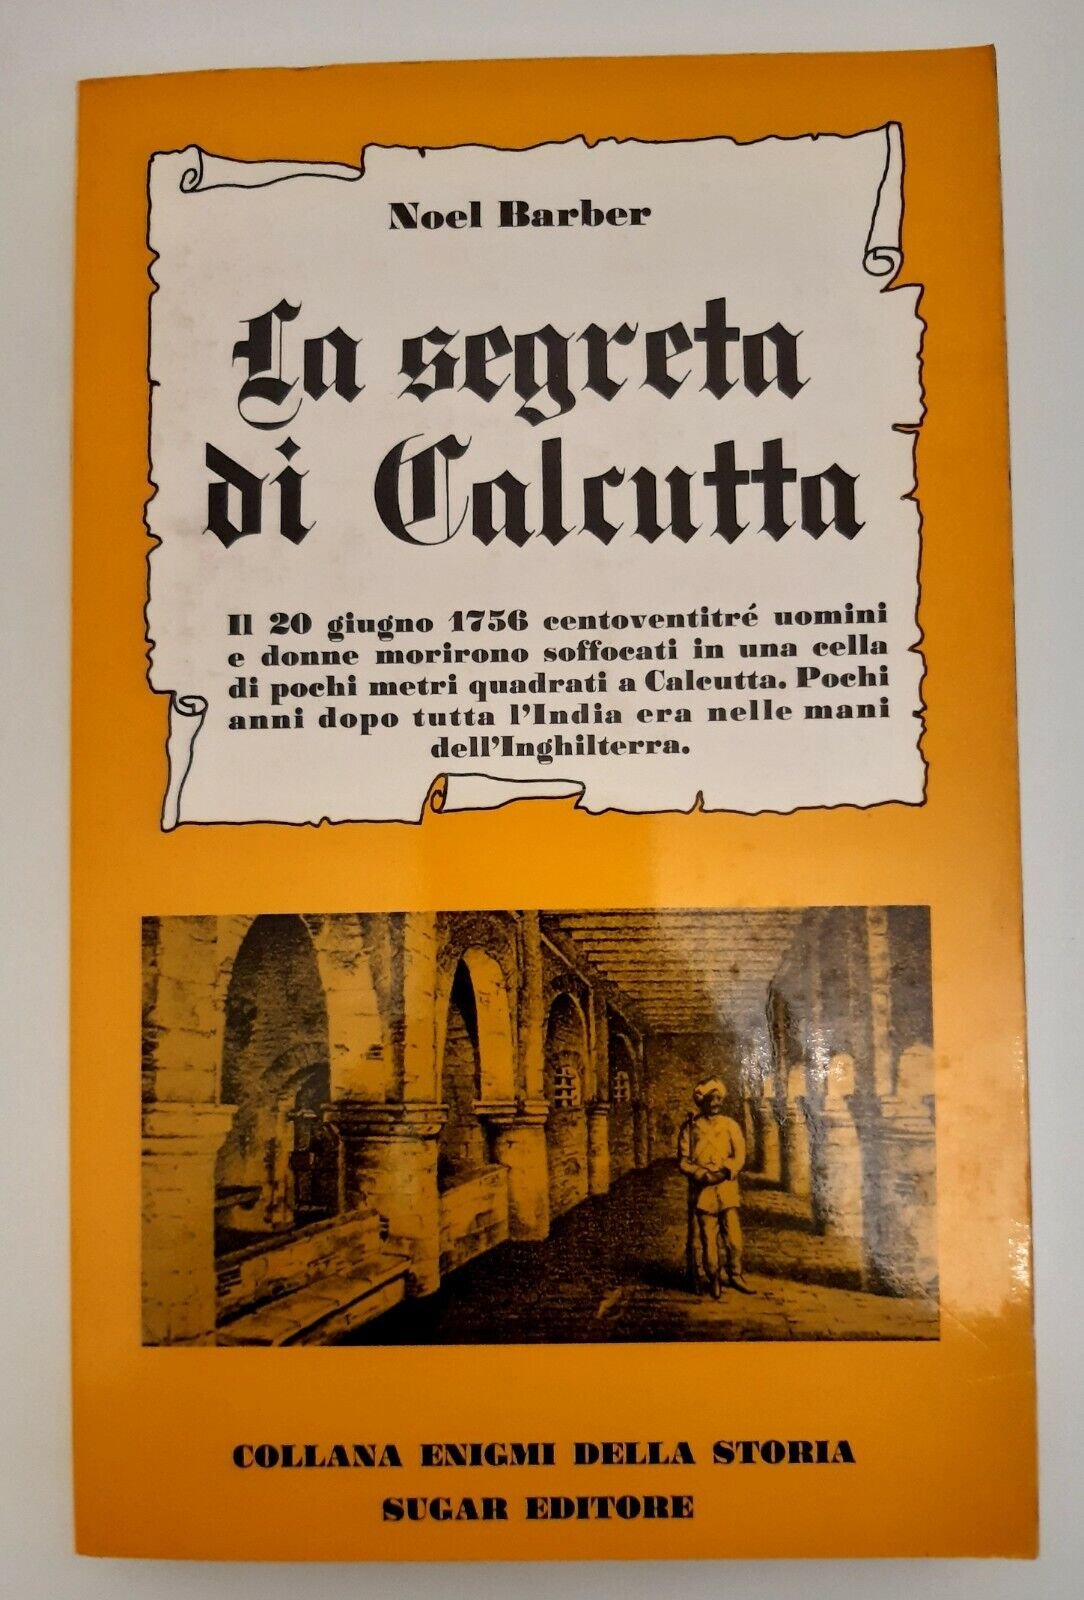 Noel Barber
La segreta
di Calcutta
Il 20 giugno 1756 centoventitré uomini
e donne morirono soffocati in una cella
di pochi metri quadrati a Calcutta. Pochi
anni dopo tutta l'India era nelle mani
dell'Inghilterra.
COLLANA ENIGMI DELLA STORIA
SUGAR EDITORE